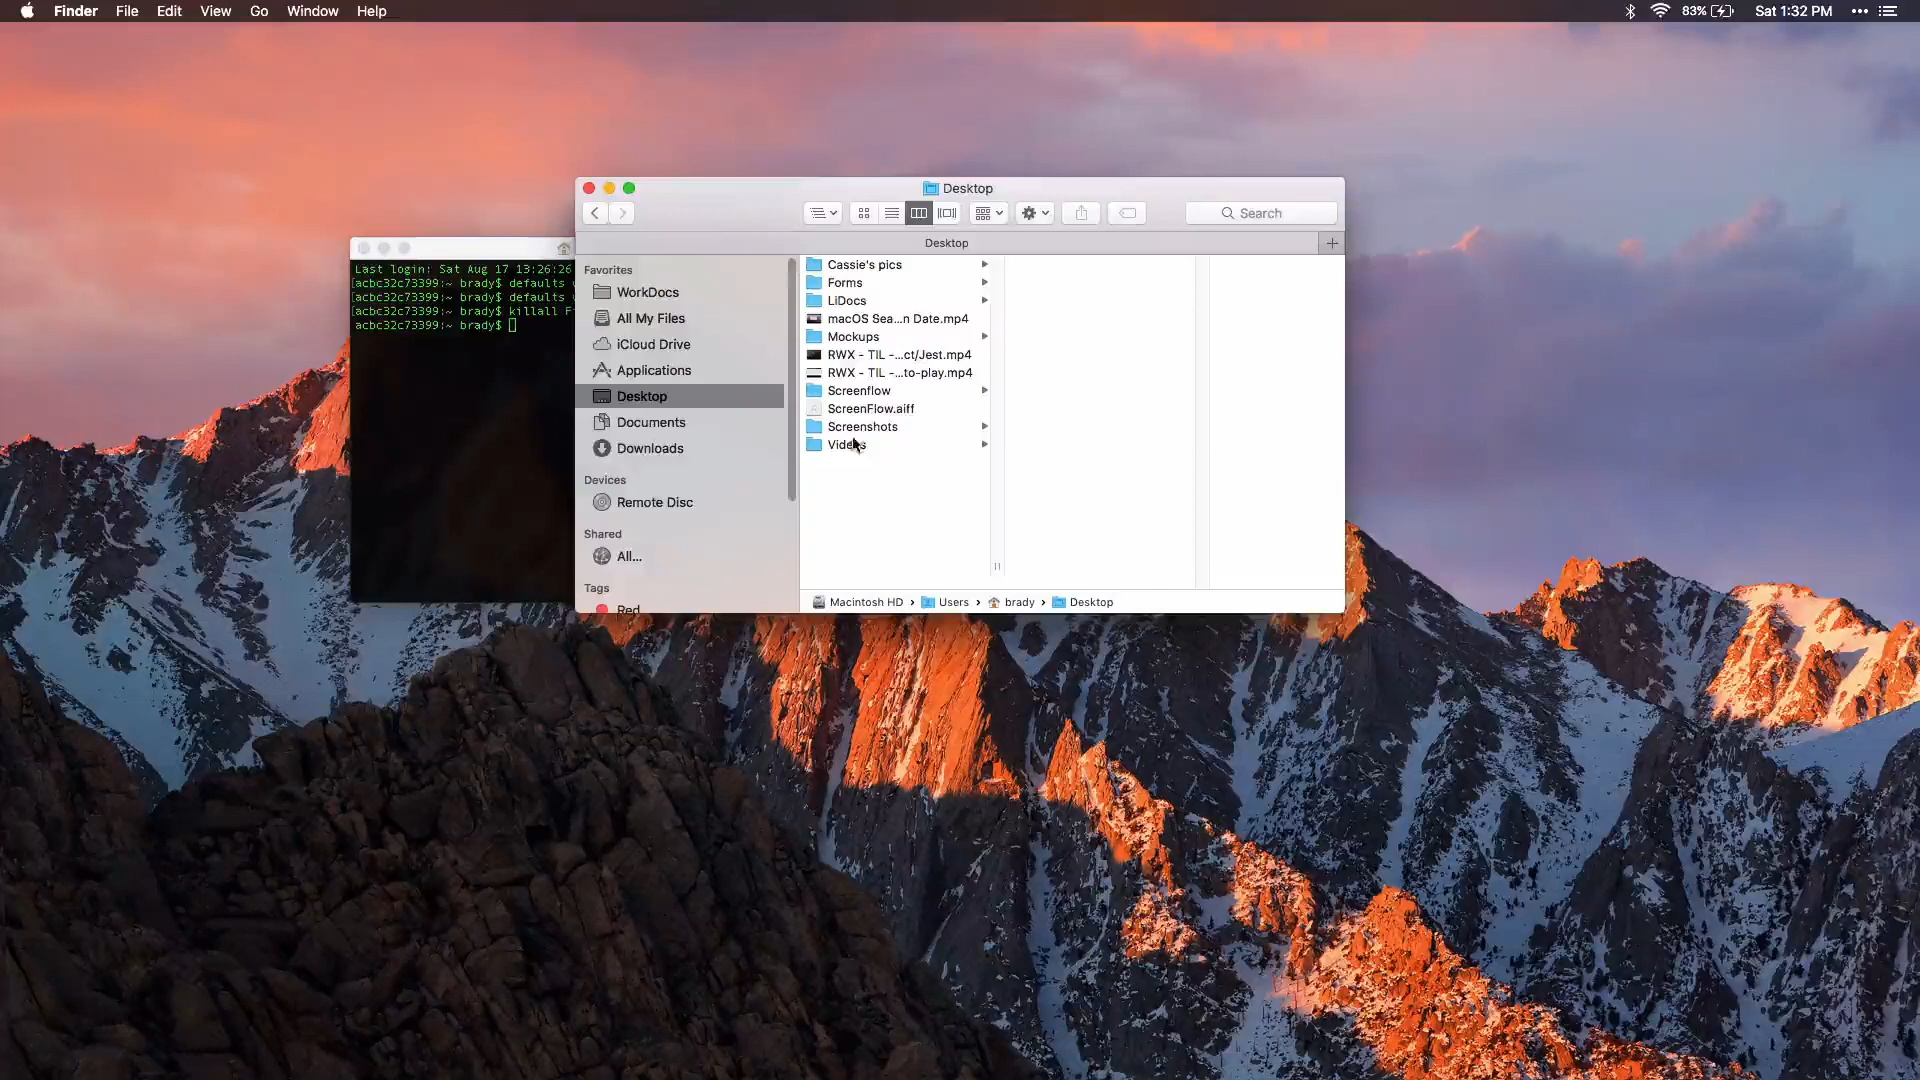 Finder File Edit View Go Window Help 83% Sat 1:32 PM
Desktop
Search
Desktop
Last login: Sat Aug 17 13:26:26
[acbc32c73399:~ brady$ defaults
[acbc32c73399:~ brady$ defaults
[acbc32c73399:~ brady$ killall F
acbc32c73399:~ brady$
Favorites
WorkDocs
All My Files
iCloud Drive
Applications
Desktop
Documents
Downloads
Devices
Remote Disc
Shared
All...
Tags
Red
Cassie's pics
Forms
LiDocs
macOS Sea...n Date.mp4
Mockups
RWX - TIL -...ct/Jest.mp4
RWX - TIL -...to-play.mp4
Screenflow
ScreenFlow.aiff
Screenshots
Videos
Macintosh HD › Users › brady › Desktop